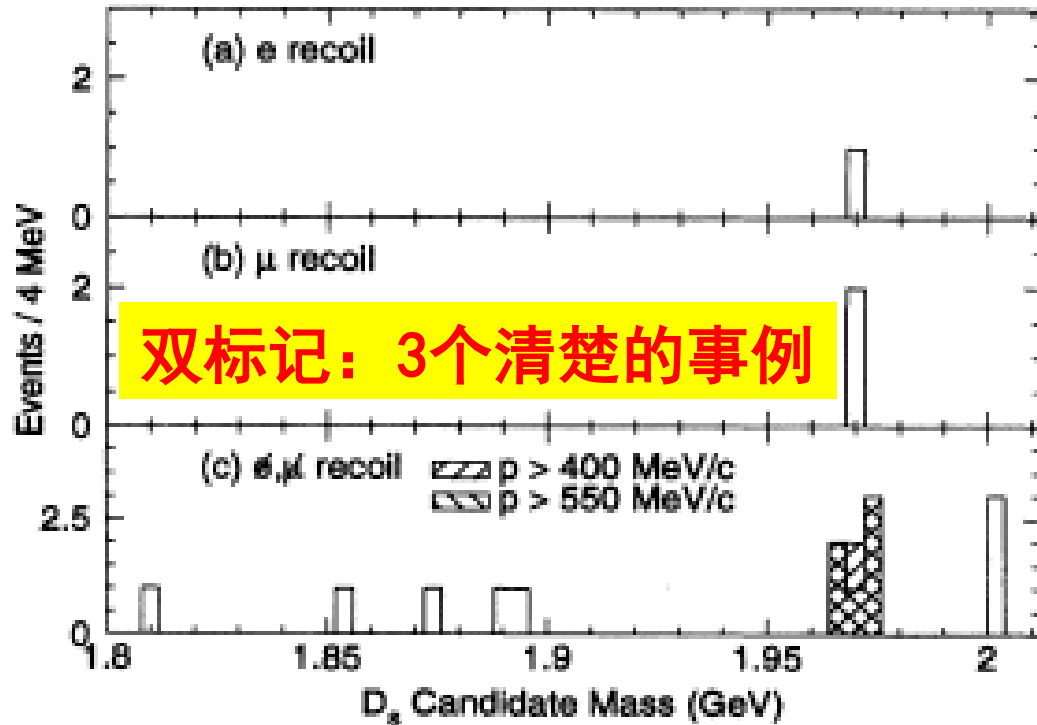 (a) e recoil
2
0
(b) μ recoil
2
双标记：3个清楚的事例
0
Events / 4 MeV
(c) e̸,μ̸ recoil
p > 400 MeV/c
p > 550 MeV/c
2.5
0
1.8 1.85 1.9 1.95 2
Dₛ Candidate Mass (GeV)